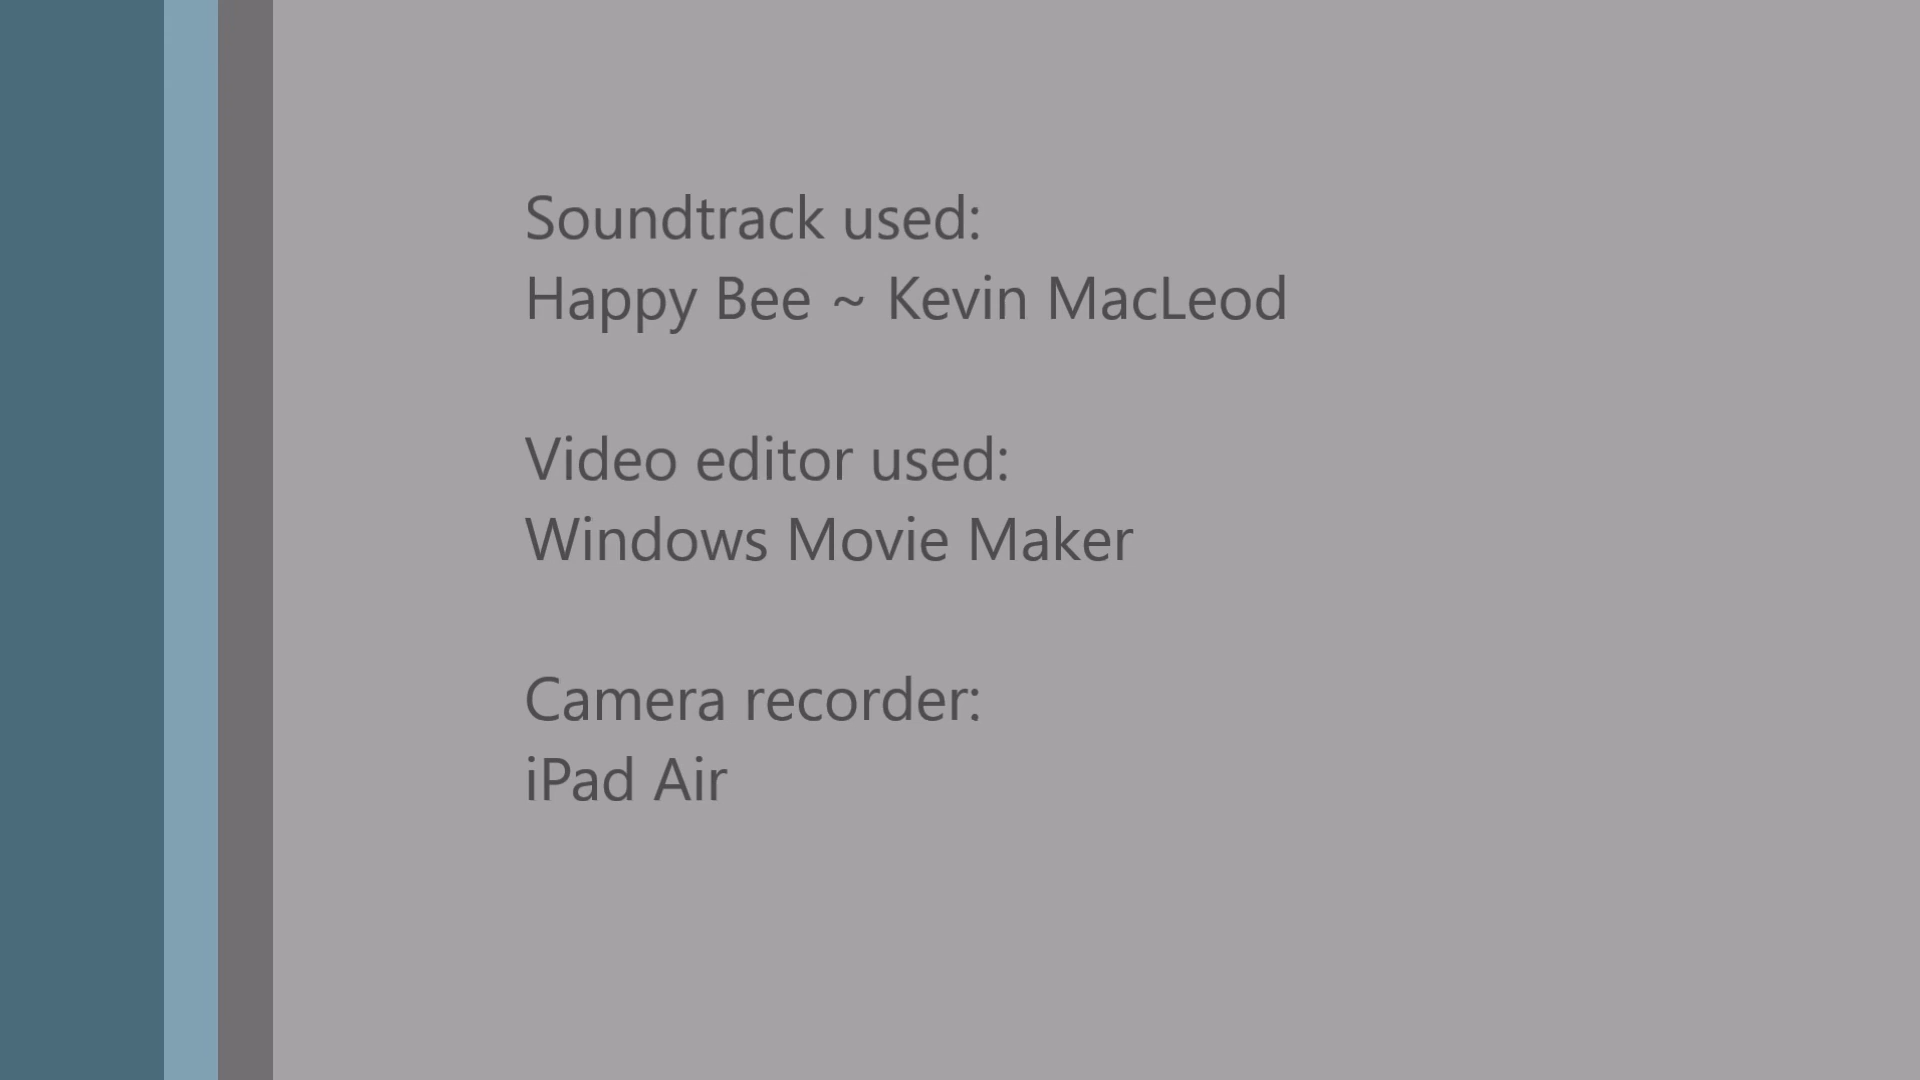 Soundtrack used:
Happy Bee ~ Kevin MacLeod
Video editor used:
Windows Movie Maker
Camera recorder:
iPad Air